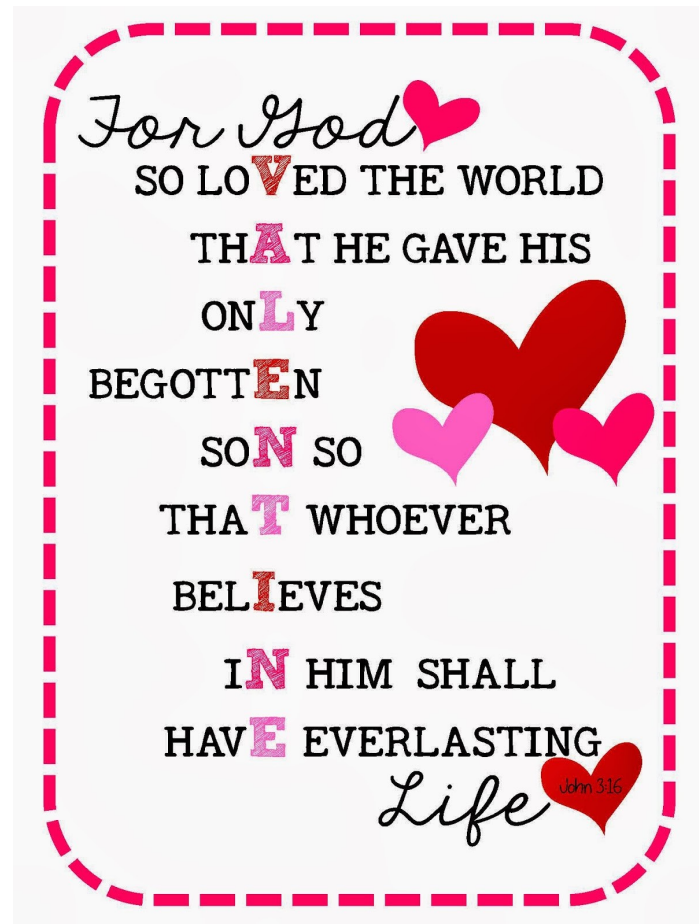 For God
SO LOVED THE WORLD
THAT HE GAVE HIS
ONLY
BEGOTTEN
SON SO
THAT WHOEVER
BELIEVES
IN HIM SHALL
HAVE EVERLASTING
Life
John 3:16